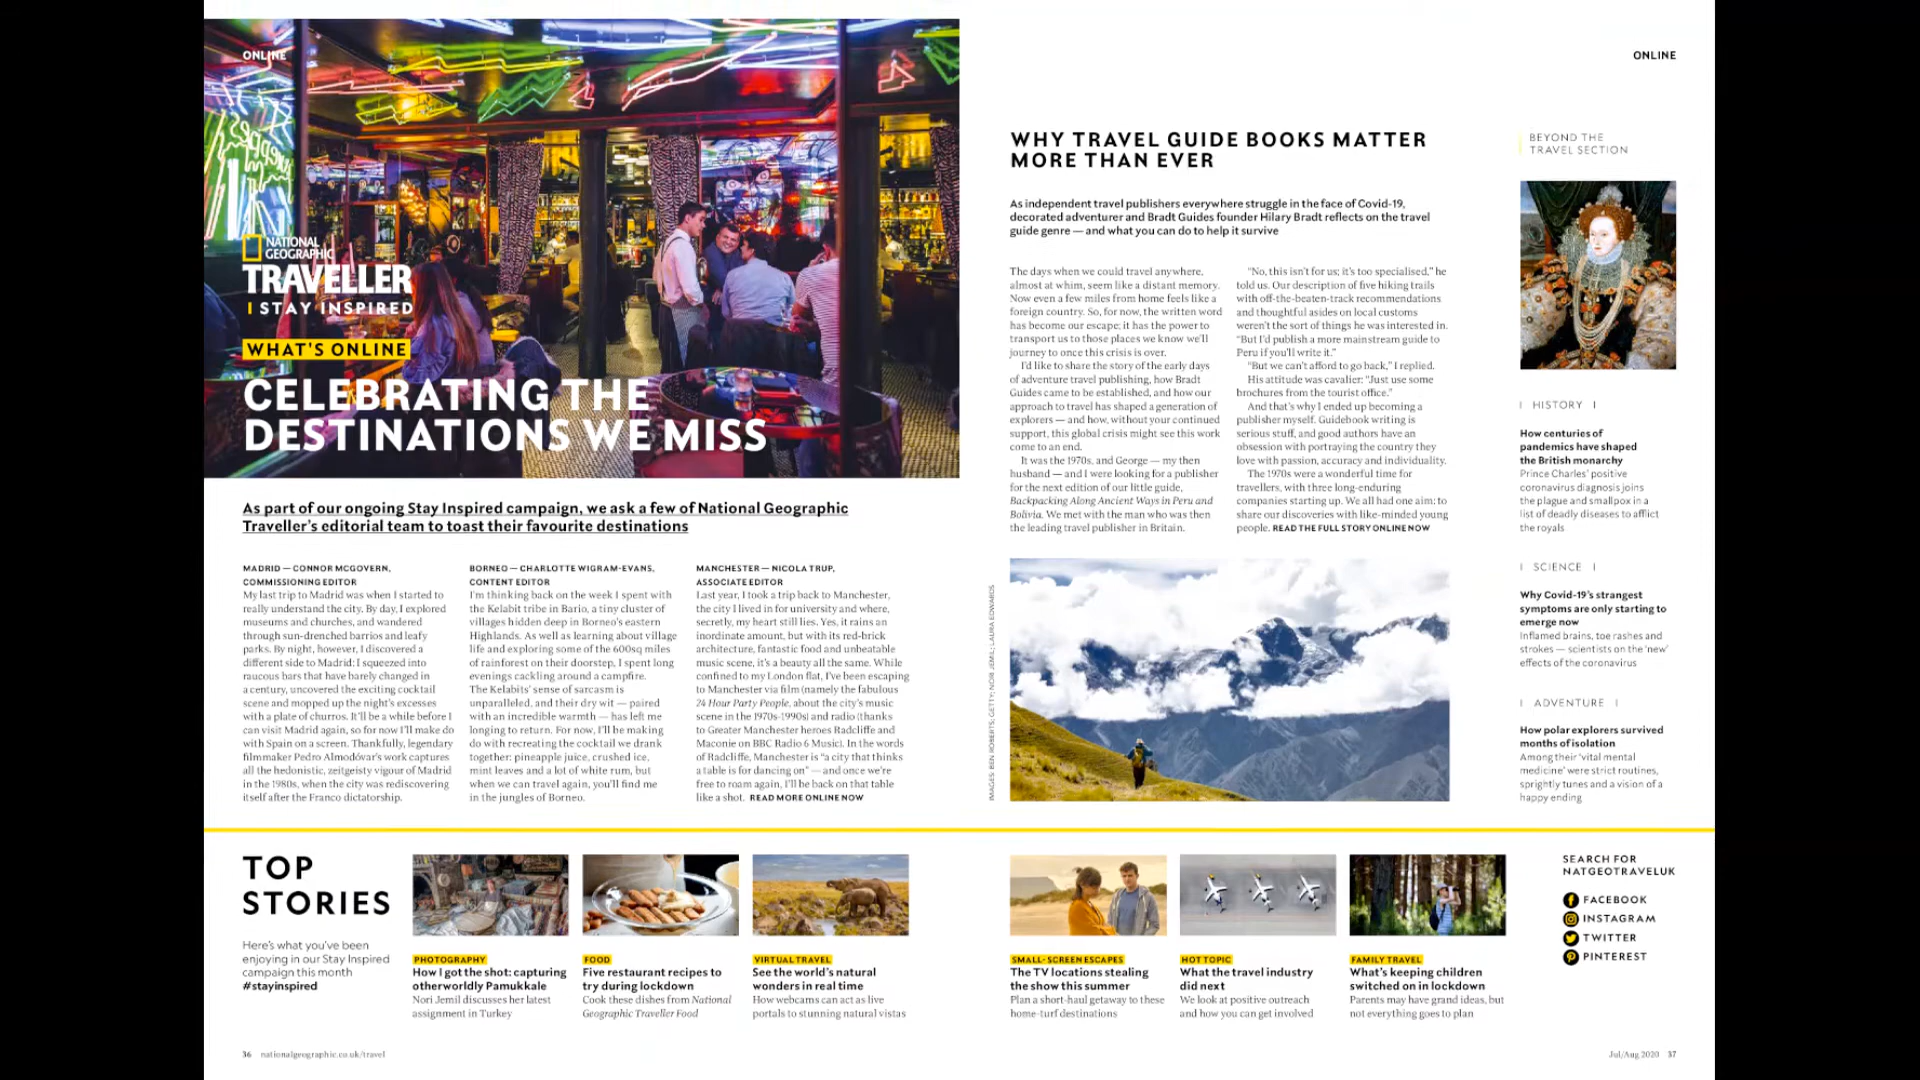 ONLINE
NATIONAL
GEOGRAPHIC
TRAVELLER
STAY INSPIRED
WHAT'S ONLINE
CELEBRATING THE
DESTINATIONS WE MISS
As part of our ongoing Stay Inspired campaign, we ask a few of National Geographic
Traveller's editorial team to toast their favourite destinations
MADRID — CONNOR MCGOVERN,
COMMISSIONING EDITOR
My last trip to Madrid was when I started to
really understand the city. By day, I explored
museums and churches, and wandered
through sun-drenched barrios and leafy
parks. By night, however, I discovered a
different side to Madrid: I squeezed into
raucous bars that have barely changed in
a century, uncovered the exciting cocktail
scene and mopped up the night's excesses
with a plate of churros. It'll be a while before I
can visit Madrid again, so for now I'll make do
with Spain on a screen. Thankfully, legendary
filmmaker Pedro Almodóvar's work captures
all the hedonistic, zeitgeisty vigour of Madrid
in the 1980s, when the city was rediscovering
itself after the Franco dictatorship.
BORNEO — CHARLOTTE WIGRAM-EVANS,
CONTENT EDITOR
I'm thinking back on the week I spent with
the Kelabit tribe in Bario, a tiny cluster of
villages hidden deep in Borneo's eastern
Highlands. As well as learning about village
life and exploring some of the 600sq miles
of rainforest on their doorstep, I spent long
evenings cackling around a campfire.
The Kelabits' sense of sarcasm is
unparalleled, and their dry wit — paired
with an incredible warmth — has left me
longing to return. For now, I'll be making
do with recreating the cocktail we drank
together: pineapple juice, crushed ice,
mint leaves and a lot of white rum, but
when we can travel again, you'll find me
in the jungles of Borneo.
MANCHESTER — NICOLA TRUP,
ASSOCIATE EDITOR
Last year, I took a trip back to Manchester,
the city I lived in for university and where,
secretly, my heart still lies. Yes, it rains an
inordinate amount, but with its red-brick
architecture, fantastic food and unbeatable
music scene, it's a beauty all the same. While
confined to my London flat, I've been escaping
to Manchester via film (namely the fabulous
24 Hour Party People, about the city's music
scene in the 1970s-1990s) and radio (thanks
to Greater Manchester heroes Radcliffe and
Maconie on BBC Radio 6 Music). In the words
of Radcliffe, Manchester is "a city that thinks
a table is for dancing on" — and once we're
free to roam again, I'll be back on that table
like a shot. READ MORE ONLINE NOW
ONLINE
WHY TRAVEL GUIDE BOOKS MATTER
MORE THAN EVER
As independent travel publishers everywhere struggle in the face of Covid-19,
decorated adventurer and Bradt Guides founder Hilary Bradt reflects on the travel
guide genre — and what you can do to help it survive
The days when we could travel anywhere,
almost at whim, seem like a distant memory.
Now even a few miles from home feels like a
foreign country. So, for now, the written word
has become our escape; it has the power to
transport us to those places we know we'll
journey to once this crisis is over.
I'd like to share the story of the early days
of adventure travel publishing, how Bradt
Guides came to be established, and how our
approach to travel has shaped a generation of
explorers — and how, without your continued
support, this global crisis might see this work
come to an end.
It was the 1970s, and George — my then
husband — and I were looking for a publisher
for the next edition of our little guide,
Backpacking Along Ancient Ways in Peru and
Bolivia. We met with the man who was then
the leading travel publisher in Britain.
"No, this isn't for us; it's too specialised," he
told us. Our description of five hiking trails
with off-the-beaten-track recommendations
and thoughtful asides on local customs
weren't the sort of things he was interested in.
"But I'd publish a more mainstream guide to
Peru if you'll write it."
"But we can't afford to go back," I replied.
His attitude was cavalier: "Just use some
brochures from the tourist office."
And that's why I ended up becoming a
publisher myself. Guidebook writing is
serious stuff, and good authors have an
obsession with portraying the country they
love with passion, accuracy and individuality.
The 1970s were a wonderful time for
travellers, with three long-enduring
companies starting up. We all had one aim: to
share our discoveries with like-minded young
people. READ THE FULL STORY ONLINE NOW
IMAGES: BEN ROBERTS; GETTY; NORI JEMIL; LAURA EDWARDS
BEYOND THE
TRAVEL SECTION
HISTORY
How centuries of
pandemics have shaped
the British monarchy
Prince Charles' positive
coronavirus diagnosis joins
the plague and smallpox in a
list of deadly diseases to afflict
the royals
SCIENCE
Why Covid-19's strangest
symptoms are only starting to
emerge now
Inflamed brains, toe rashes and
strokes — scientists on the 'new'
effects of the coronavirus
ADVENTURE
How polar explorers survived
months of isolation
Among their 'vital mental
medicine' were strict routines,
sprightly tunes and a vision of a
happy ending
TOP
STORIES
Here's what you've been
enjoying in our Stay Inspired
campaign this month
#stayinspired
PHOTOGRAPHY
How I got the shot: capturing
otherworldly Pamukkale
Nori Jemil discusses her latest
assignment in Turkey
FOOD
Five restaurant recipes to
try during lockdown
Cook these dishes from National
Geographic Traveller Food
VIRTUAL TRAVEL
See the world's natural
wonders in real time
How webcams can act as live
portals to stunning natural vistas
SMALL-SCREEN ESCAPES
The TV locations stealing
the show this summer
Plan a short-haul getaway to these
home-turf destinations
HOT TOPIC
What the travel industry
did next
We look at positive outreach
and how you can get involved
FAMILY TRAVEL
What's keeping children
switched on in lockdown
Parents may have grand ideas, but
not everything goes to plan
SEARCH FOR
NATGEOTRAVELUK
FACEBOOK
INSTAGRAM
TWITTER
PINTEREST
36 nationalgeographic.co.uk/travel
Jul/Aug 2020 37